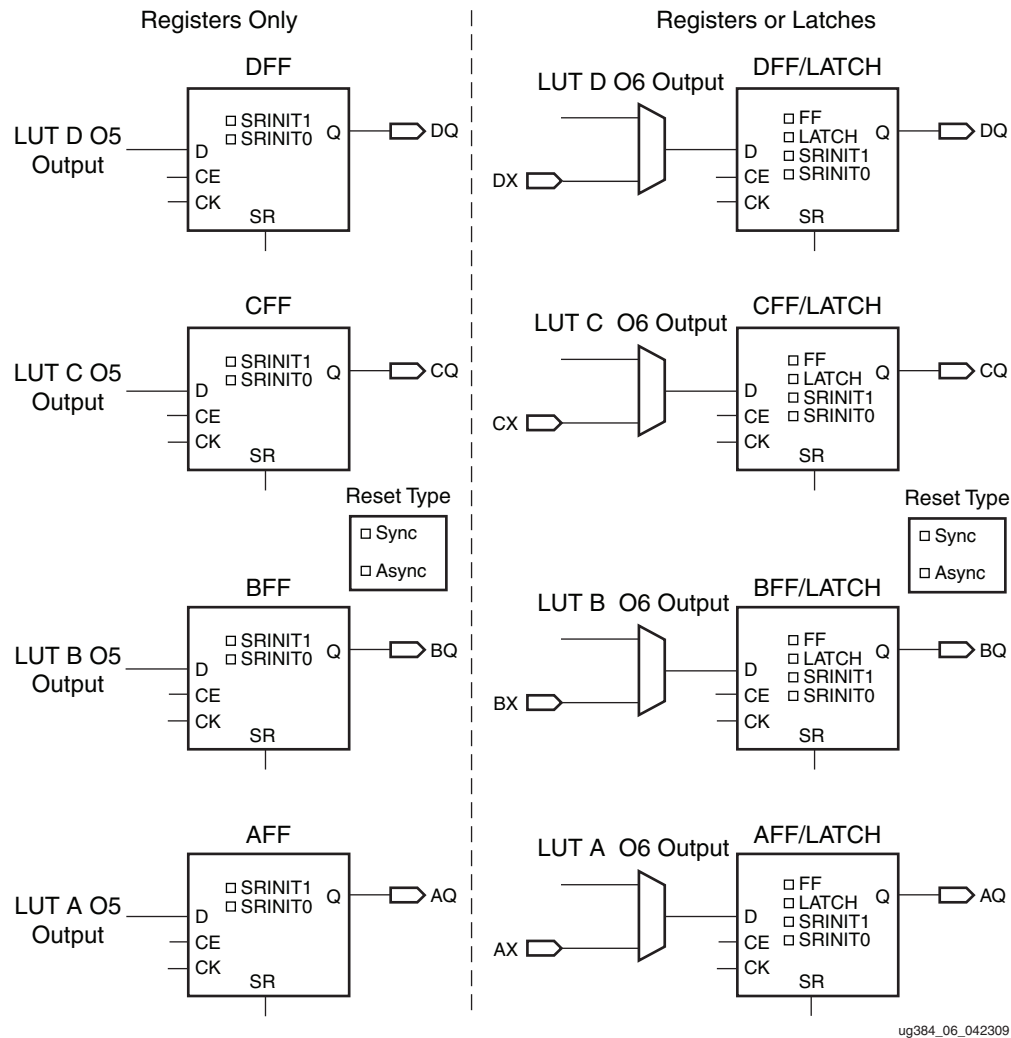 Registers Only
DFF
LUT D O5
Output
SRINIT1
SRINIT0
D
CE
CK
SR
Q
DQ
CFF
LUT C O5
Output
SRINIT1
SRINIT0
D
CE
CK
SR
Q
CQ
Reset Type
Sync
Async
BFF
LUT B O5
Output
SRINIT1
SRINIT0
D
CE
CK
SR
Q
BQ
AFF
LUT A O5
Output
SRINIT1
SRINIT0
D
CE
CK
SR
Q
AQ
Registers or Latches
LUT D O6 Output
DFF/LATCH
DX
FF
LATCH
SRINIT1
SRINIT0
D
CE
CK
SR
Q
DQ
LUT C O6 Output
CFF/LATCH
CX
FF
LATCH
SRINIT1
SRINIT0
D
CE
CK
SR
Q
CQ
Reset Type
Sync
Async
LUT B O6 Output
BFF/LATCH
BX
FF
LATCH
SRINIT1
SRINIT0
D
CE
CK
SR
Q
BQ
LUT A O6 Output
AFF/LATCH
AX
FF
LATCH
SRINIT1
SRINIT0
D
CE
CK
SR
Q
AQ
ug384_06_042309